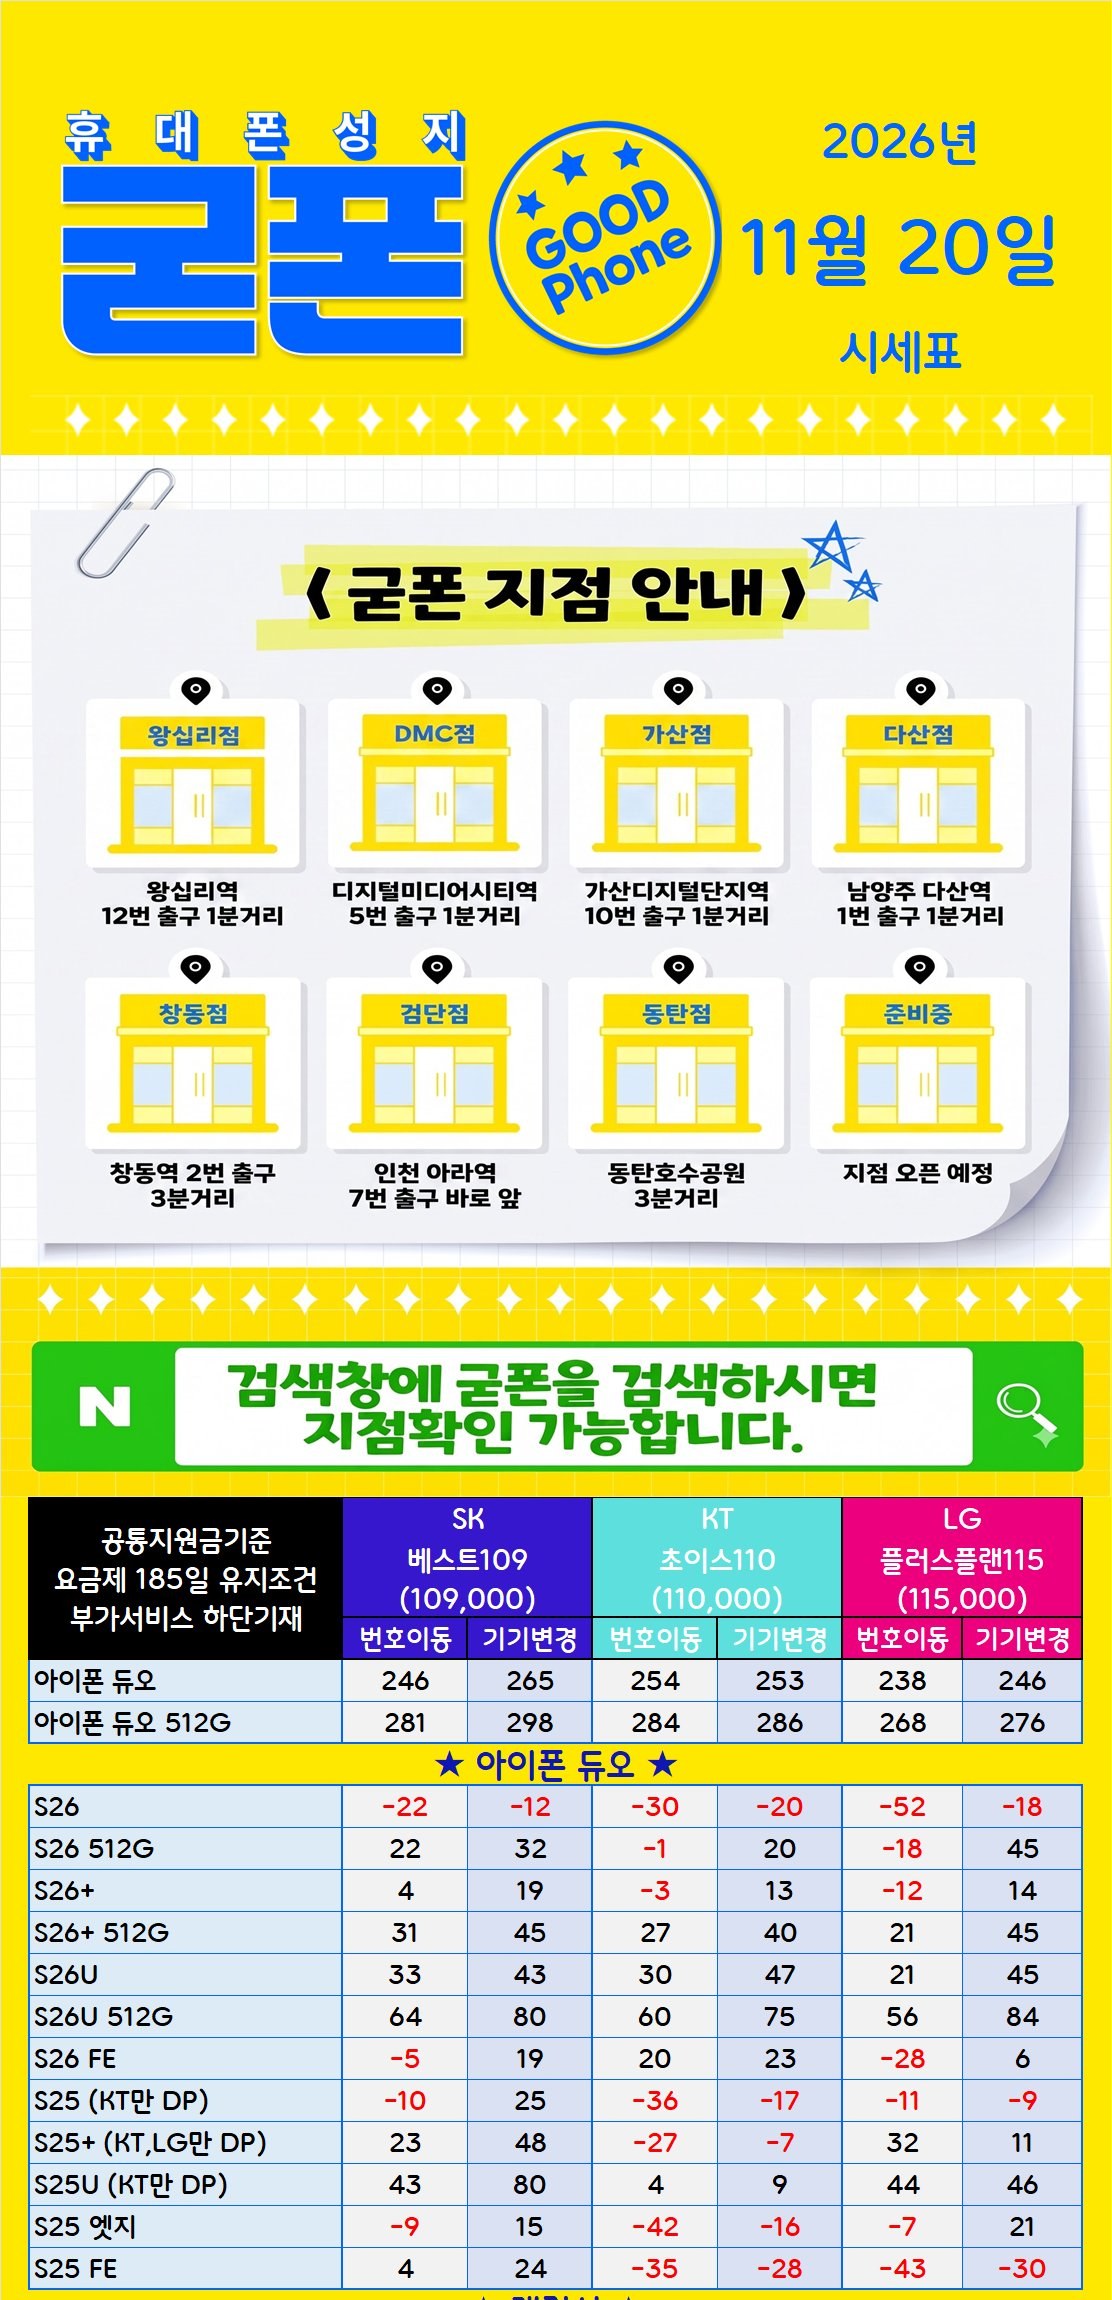 휴대폰성지
굳폰
GOOD
Phone
2026년
11월 20일
시세표
《 굳폰 지점 안내 》
왕십리점
왕십리역
12번 출구 1분거리
DMC점
디지털미디어시티역
5번 출구 1분거리
가산점
가산디지털단지역
10번 출구 1분거리
다산점
남양주 다산역
1번 출구 1분거리
창동점
창동역 2번 출구
3분거리
검단점
인천 아라역
7번 출구 바로 앞
동탄점
동탄호수공원
3분거리
준비중
지점 오픈 예정
N
검색창에 굳폰을 검색하시면
지점확인 가능합니다.
공통지원금기준
요금제 185일 유지조건
부가서비스 하단기재
SK
베스트109
(109,000)
KT
초이스110
(110,000)
LG
플러스플랜115
(115,000)
번호이동 기기변경 번호이동 기기변경 번호이동 기기변경
아이폰 듀오 246 265 254 253 238 246
아이폰 듀오 512G 281 298 284 286 268 276
★ 아이폰 듀오 ★
S26 -22 -12 -30 -20 -52 -18
S26 512G 22 32 -1 20 -18 45
S26+ 4 19 -3 13 -12 14
S26+ 512G 31 45 27 40 21 45
S26U 33 43 30 47 21 45
S26U 512G 64 80 60 75 56 84
S26 FE -5 19 20 23 -28 6
S25 (KT만 DP) -10 25 -36 -17 -11 -9
S25+ (KT,LG만 DP) 23 48 -27 -7 32 11
S25U (KT만 DP) 43 80 4 9 44 46
S25 엣지 -9 15 -42 -16 -7 21
S25 FE 4 24 -35 -28 -43 -30